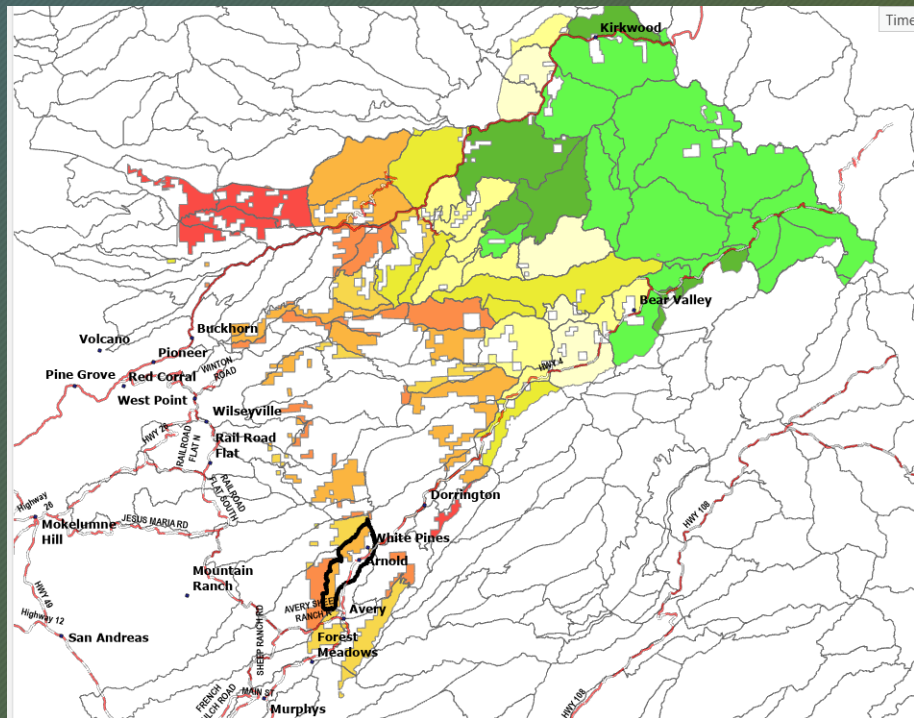 Time
Kirkwood
Bear Valley
HWY 4
Volcano
Buckhorn
Pioneer
Pine Grove
Red Corral
WINTON
ROAD
West Point
Wilseyville
HWY 26
RAILROAD
FLAT N
Rail Road
Flat
RAILROAD
FLAT SOUTH
Highway
26
Mokelumne
Hill
JESUS MARIA RD
Dorrington
HWY 108
White Pines
Arnold
Mountain
Ranch
HWY 49
AVERY SHEEP
RANCH
Avery
Highway 12
San Andreas
SHEEP RANCH RD
Forest
Meadows
FRENCH
GULCH ROAD
MAIN ST
Murphys
HWY 108